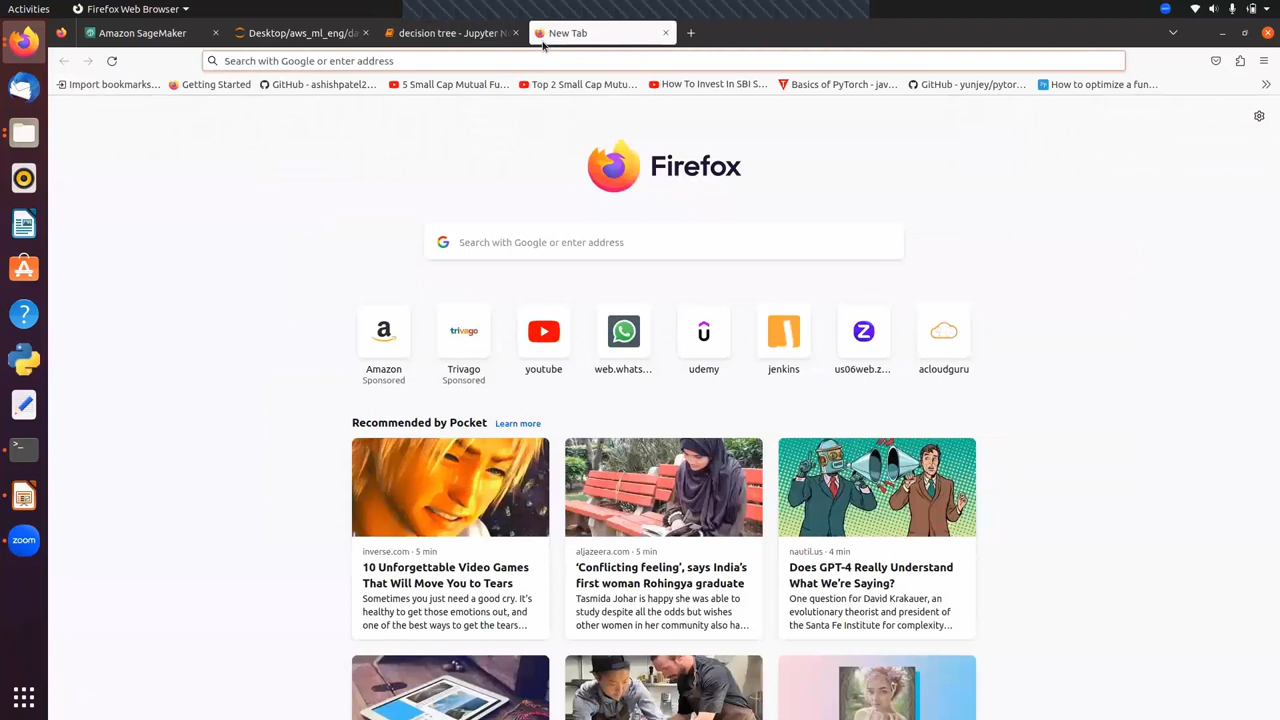 Activities
Firefox Web Browser
Amazon SageMaker
Desktop/aws_ml_eng/da
decision tree - Jupyter N
New Tab
Search with Google or enter address
Import bookmarks...
Getting Started
GitHub - ashishpatel2...
5 Small Cap Mutual Fu...
Top 2 Small Cap Mutu...
How To Invest In SBI S...
Basics of PyTorch - jav...
GitHub - yunjey/pytor...
How to optimize a fun...
Firefox
Search with Google or enter address
Amazon
Sponsored
trivago
Trivago
Sponsored
youtube
web.whats...
udemy
jenkins
us06web.z...
acloudguru
Recommended by Pocket
Learn more
inverse.com · 5 min
10 Unforgettable Video Games
That Will Move You to Tears
Sometimes you just need a good cry. It's
healthy to get those emotions out, and
one of the best ways to get the tears...
aljazeera.com · 5 min
‘Conflicting feeling’, says India’s
first woman Rohingya graduate
Tasmida Johar is happy she was able to
study despite all the odds but wishes
other women in her community also ha...
nautil.us · 4 min
Does GPT-4 Really Understand
What We’re Saying?
One question for David Krakauer, an
evolutionary theorist and president of
the Santa Fe Institute for complexity...
zoom